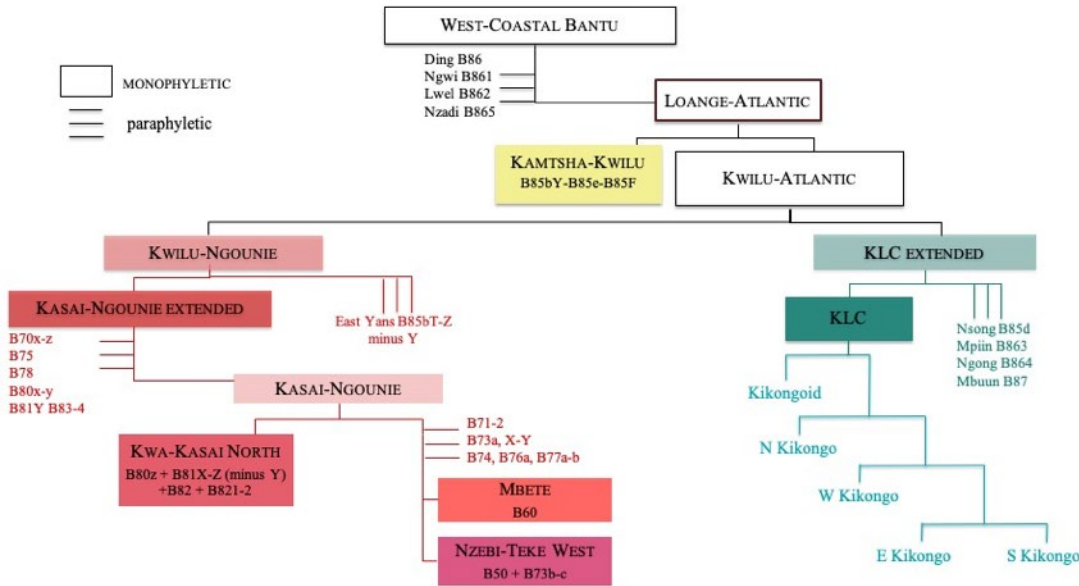 WEST-COASTAL BANTU
Ding B86
Ngwi B861
Lwel B862
Nzadi B865
MONOPHYLETIC
paraphyletic
LOANGE-ATLANTIC
KAMTSHA-KWILU
B85bY-B85e-B85F
KWILU-ATLANTIC
KWILU-NGOUNIE
KLC EXTENDED
KASAI-NGOUNIE EXTENDED
B70x-z
B75
B78
B80x-y
B81Y B83-4
East Yans B85bT-Z
minus Y
KLC
Nsong B85d
Mpiin B863
Ngong B864
Mbuun B87
KASAI-NGOUNIE
Kikongoid
KWA-KASAI NORTH
B80z + B81X-Z (minus Y)
+B82 + B821-2
B71-2
B73a, X-Y
B74, B76a, B77a-b
N Kikongo
MBETE
B60
W Kikongo
NZEBI-TEKE WEST
B50 + B73b-c
E Kikongo
S Kikongo